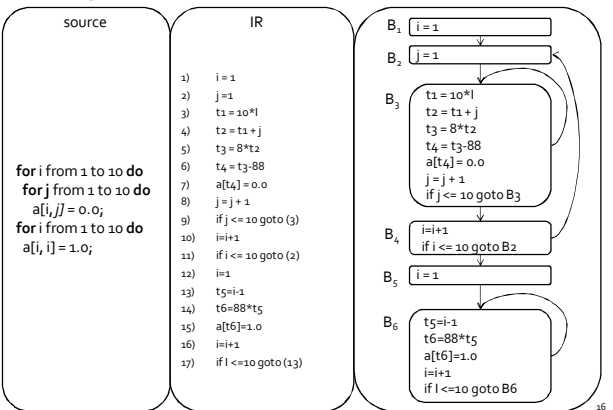 source
for i from 1 to 10 do
for j from 1 to 10 do
a[i, j] = 0.0;
for i from 1 to 10 do
a[i, i] = 1.0;
IR
1) i = 1
2) j =1
3) t1 = 10*I
4) t2 = t1 + j
5) t3 = 8*t2
6) t4 = t3-88
7) a[t4] = 0.0
8) j = j + 1
9) if j <= 10 goto (3)
10) i=i+1
11) if i <= 10 goto (2)
12) i=1
13) t5=i-1
14) t6=88*t5
15) a[t6]=1.0
16) i=i+1
17) if I <=10 goto (13)
B1 i = 1
B2 j = 1
B3 t1 = 10*I
t2 = t1 + j
t3 = 8*t2
t4 = t3-88
a[t4] = 0.0
j = j + 1
if j <= 10 goto B3
B4 i=i+1
if i <= 10 goto B2
B5 i = 1
B6 t5=i-1
t6=88*t5
a[t6]=1.0
i=i+1
if I <=10 goto B6
16